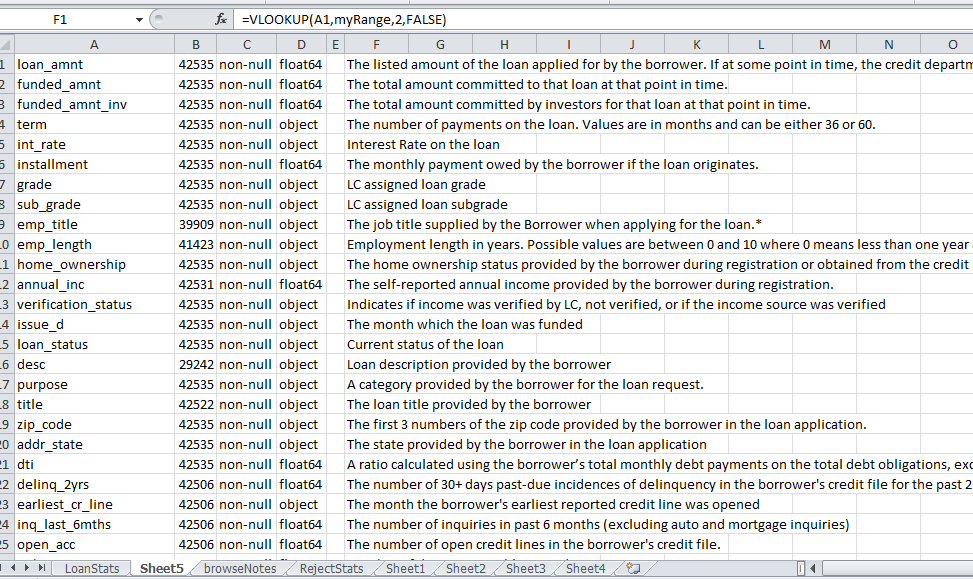 F1 fx =VLOOKUP(A1,myRange,2,FALSE)
A B C D E F G H I J K L M N O
1 loan_amnt 42535 non-null float64 The listed amount of the loan applied for by the borrower. If at some point in time, the credit departm
2 funded_amnt 42535 non-null float64 The total amount committed to that loan at that point in time.
3 funded_amnt_inv 42535 non-null float64 The total amount committed by investors for that loan at that point in time.
4 term 42535 non-null object The number of payments on the loan. Values are in months and can be either 36 or 60.
5 int_rate 42535 non-null object Interest Rate on the loan
6 installment 42535 non-null float64 The monthly payment owed by the borrower if the loan originates.
7 grade 42535 non-null object LC assigned loan grade
8 sub_grade 42535 non-null object LC assigned loan subgrade
9 emp_title 39909 non-null object The job title supplied by the Borrower when applying for the loan.*
10 emp_length 41423 non-null object Employment length in years. Possible values are between 0 and 10 where 0 means less than one year
11 home_ownership 42535 non-null object The home ownership status provided by the borrower during registration or obtained from the credit
12 annual_inc 42531 non-null float64 The self-reported annual income provided by the borrower during registration.
13 verification_status 42535 non-null object Indicates if income was verified by LC, not verified, or if the income source was verified
14 issue_d 42535 non-null object The month which the loan was funded
15 loan_status 42535 non-null object Current status of the loan
16 desc 29242 non-null object Loan description provided by the borrower
17 purpose 42535 non-null object A category provided by the borrower for the loan request.
18 title 42522 non-null object The loan title provided by the borrower
19 zip_code 42535 non-null object The first 3 numbers of the zip code provided by the borrower in the loan application.
20 addr_state 42535 non-null object The state provided by the borrower in the loan application
21 dti 42535 non-null float64 A ratio calculated using the borrower’s total monthly debt payments on the total debt obligations, exc
22 delinq_2yrs 42506 non-null float64 The number of 30+ days past-due incidences of delinquency in the borrower's credit file for the past 2
23 earliest_cr_line 42506 non-null object The month the borrower's earliest reported credit line was opened
24 inq_last_6mths 42506 non-null float64 The number of inquiries in past 6 months (excluding auto and mortgage inquiries)
25 open_acc 42506 non-null float64 The number of open credit lines in the borrower's credit file.
LoanStats Sheet5 browseNotes RejectStats Sheet1 Sheet2 Sheet3 Sheet4